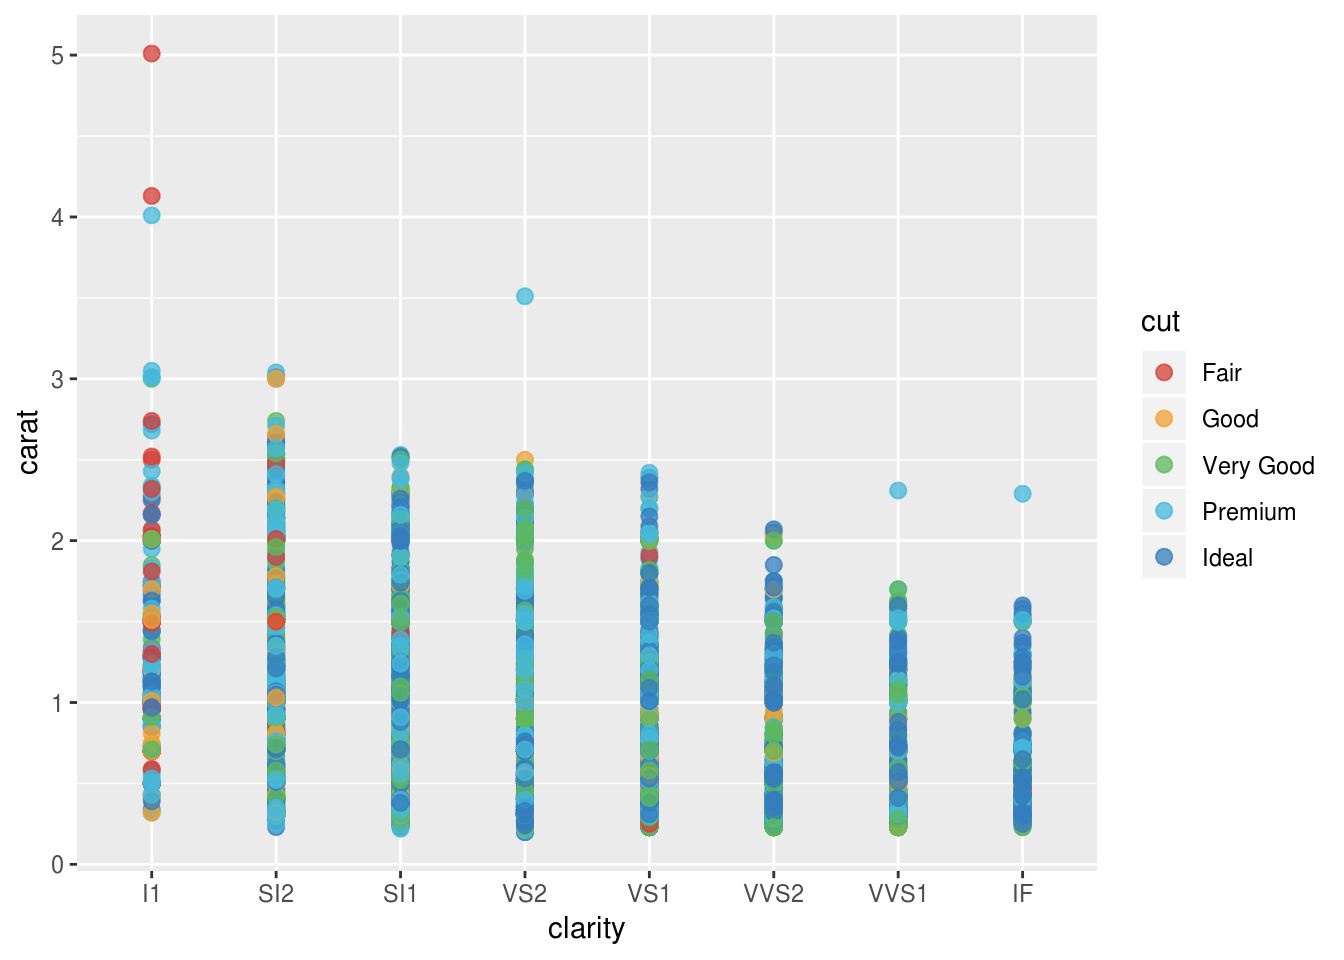 5
4
3
2
1
0
carat
I1 SI2 SI1 VS2 VS1 VVS2 VVS1 IF
clarity
cut
Fair
Good
Very Good
Premium
Ideal